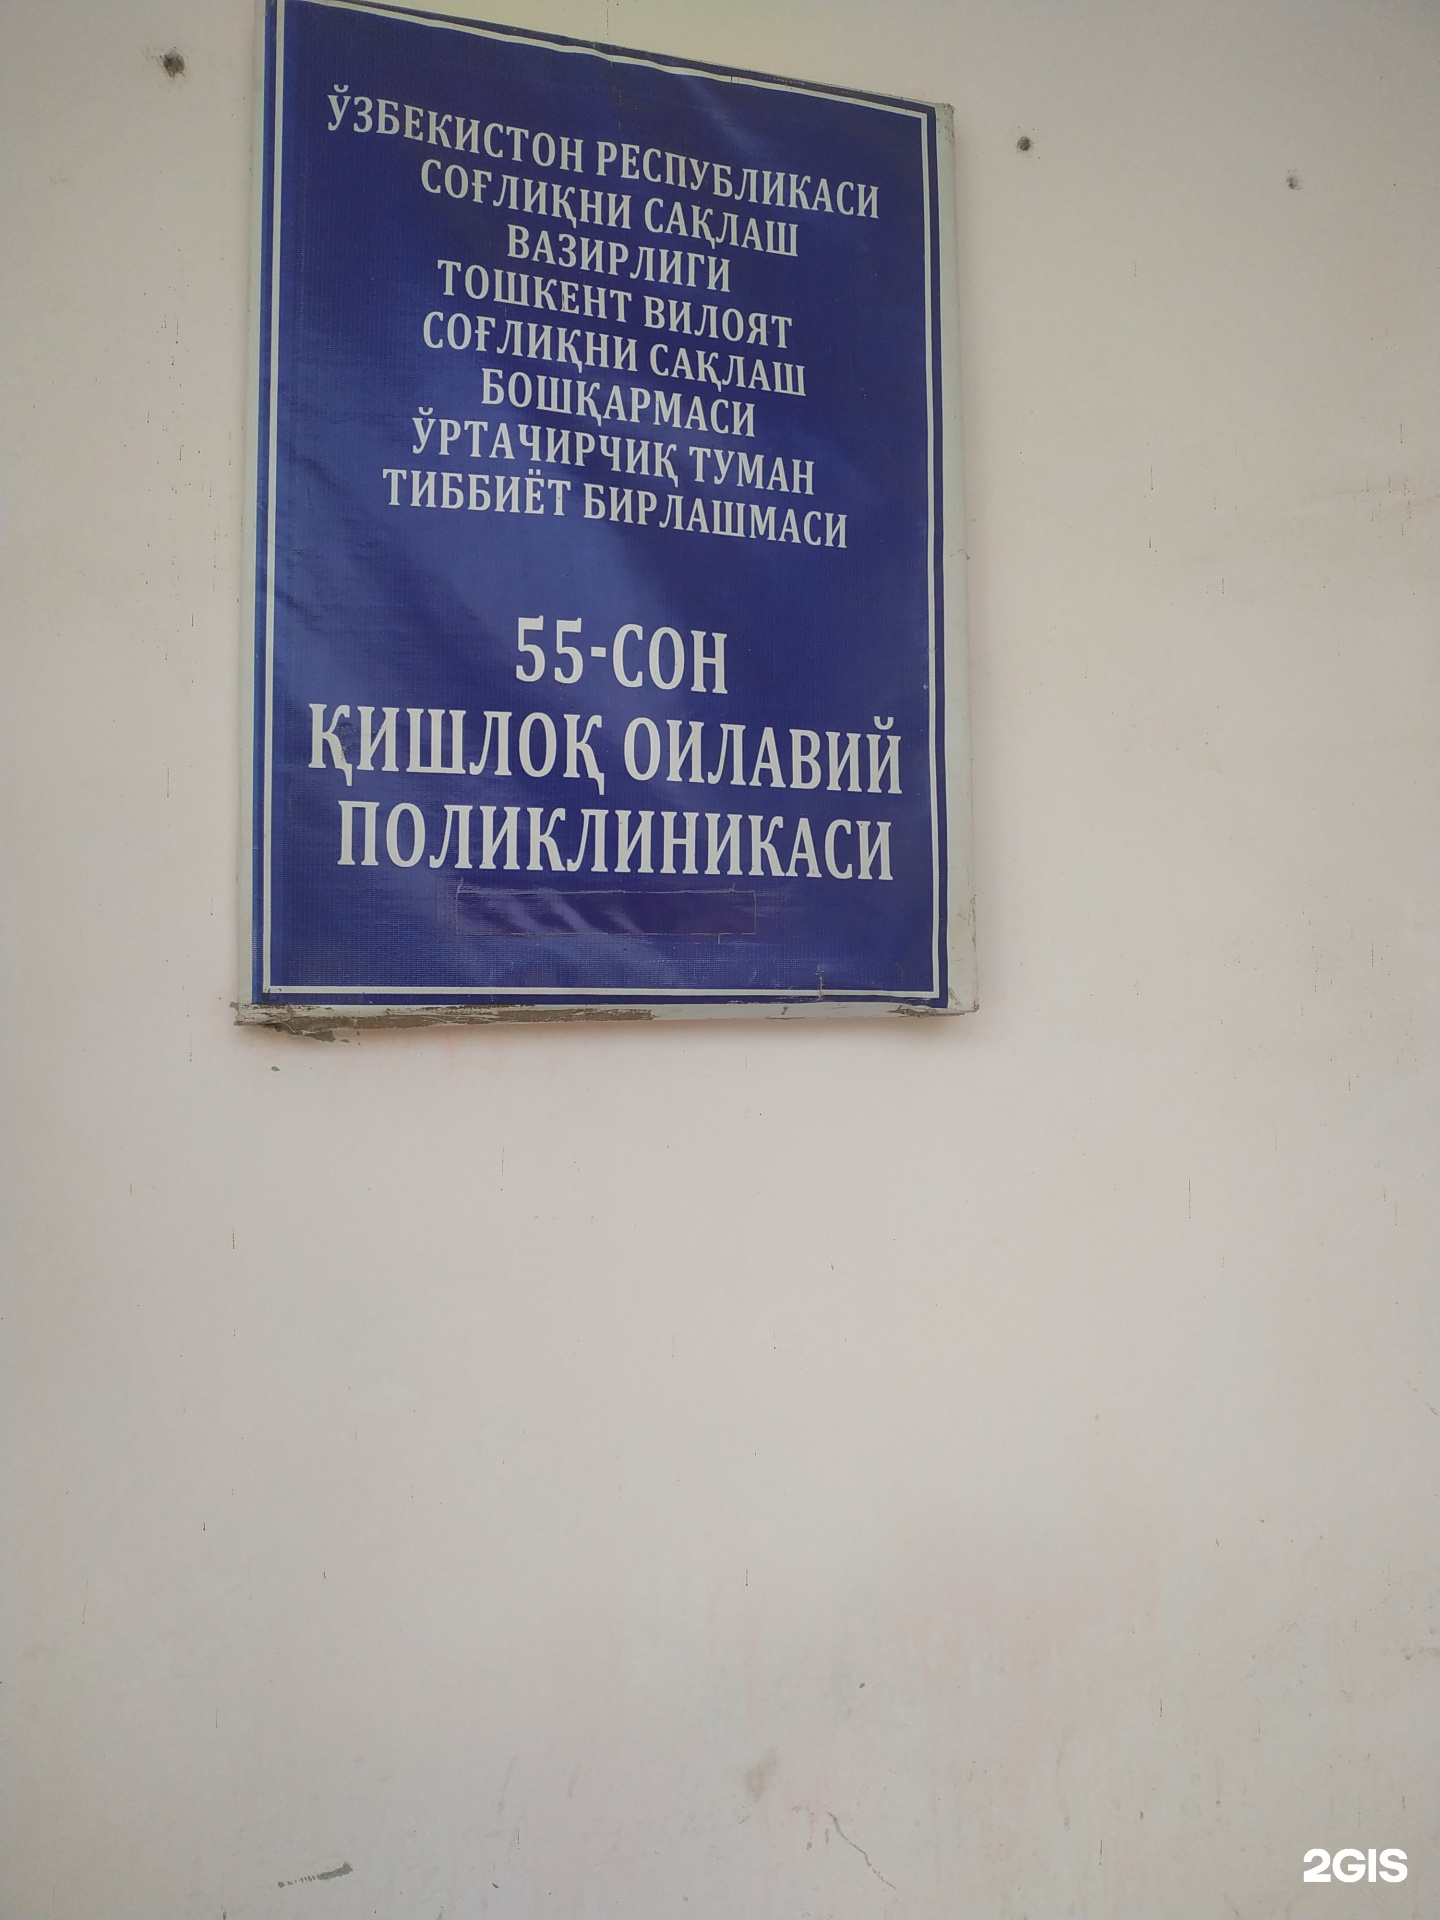 ЎЗБЕКИСТОН РЕСПУБЛИКАСИ
СОҒЛИҚНИ САҚЛАШ
ВАЗИРЛИГИ
ТОШКЕНТ ВИЛОЯТ
СОҒЛИҚНИ САҚЛАШ
БОШҚАРМАСИ
ЎРТАЧИРЧИҚ ТУМАН
ТИББИЁТ БИРЛАШМАСИ
55-СОН
ҚИШЛОҚ ОИЛАВИЙ
ПОЛИКЛИНИКАСИ
2GIS